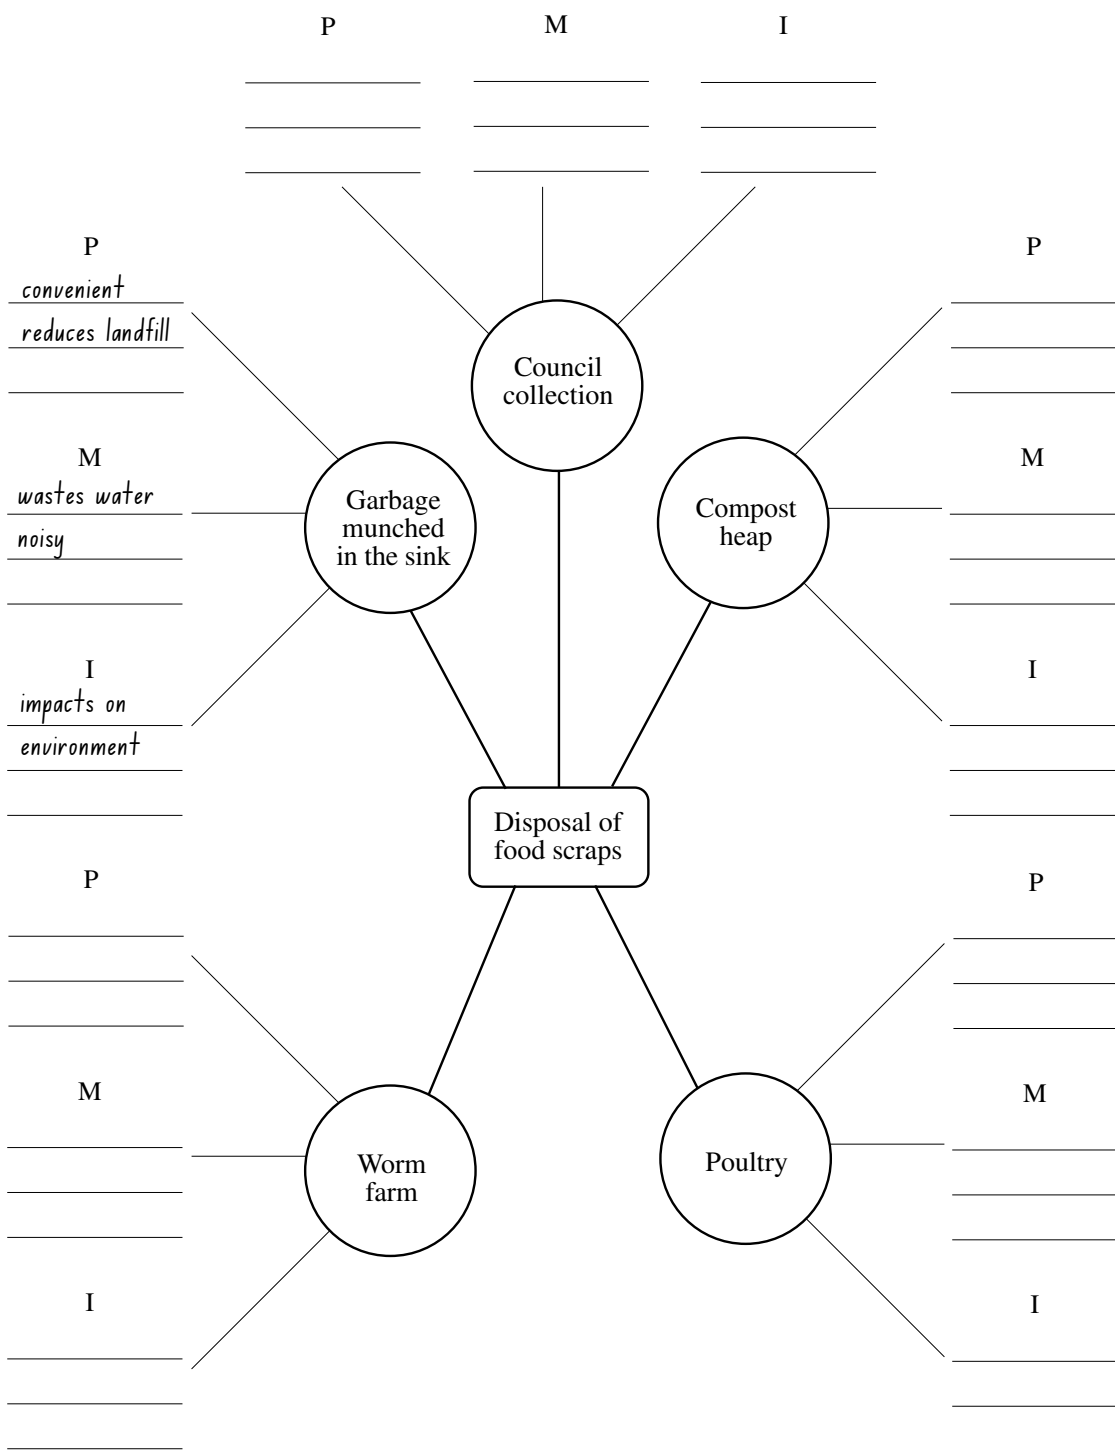 P
M
I
P
convenient
reduces landfill
M
wastes water
noisy
I
impacts on
environment
Garbage
munched
in the sink
Council
collection
Compost
heap
P
M
I
Disposal of
food scraps
P
M
I
Worm
farm
Poultry
P
M
I